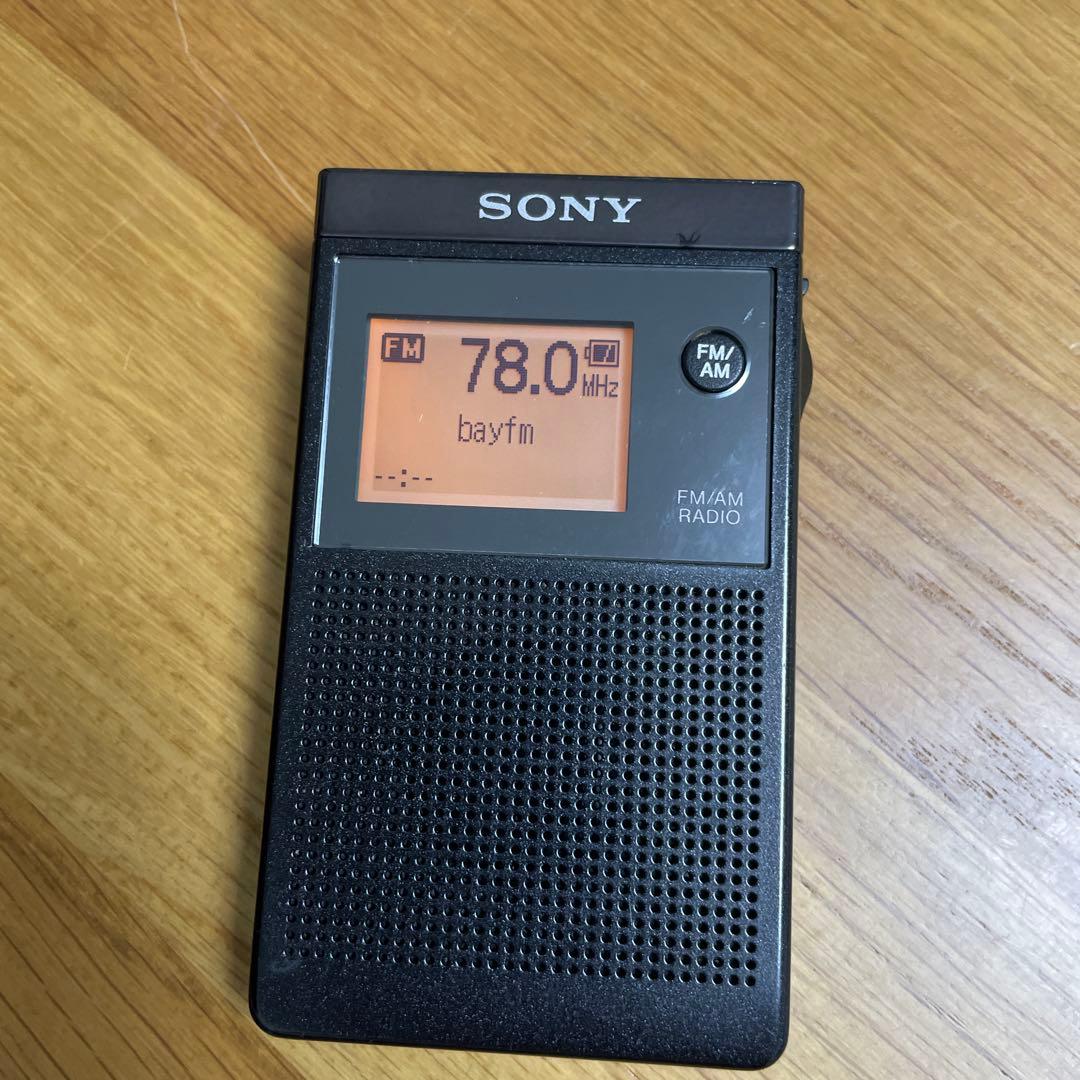 SONY
FM 78.0 MHz
bayfm
--:--
FM/
AM
FM/AM
RADIO